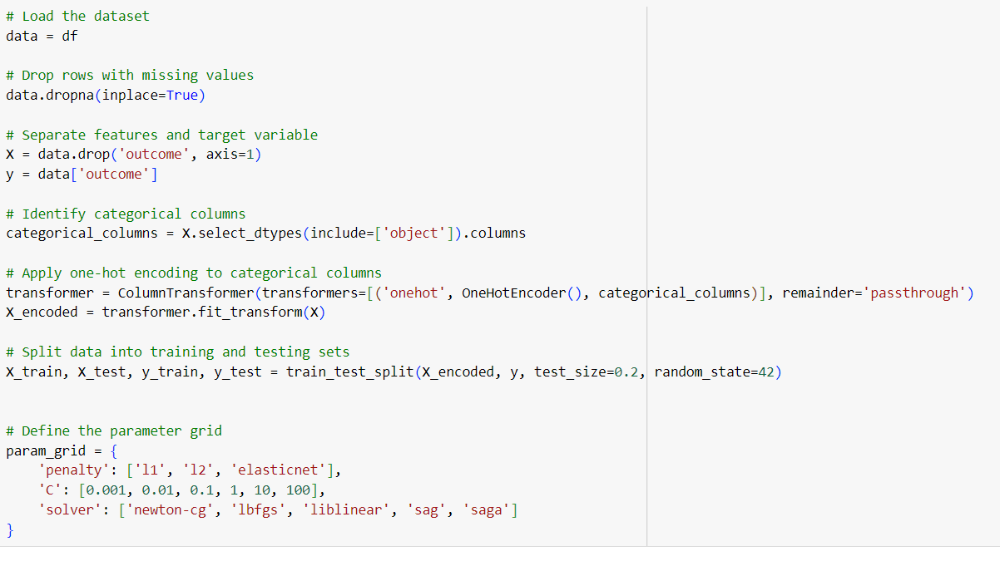 # Load the dataset
data = df
# Drop rows with missing values
data.dropna(inplace=True)
# Separate features and target variable
X = data.drop('outcome', axis=1)
y = data['outcome']
# Identify categorical columns
categorical_columns = X.select_dtypes(include=['object']).columns
# Apply one-hot encoding to categorical columns
transformer = ColumnTransformer(transformers=[('onehot', OneHotEncoder(), categorical_columns)], remainder='passthrough')
X_encoded = transformer.fit_transform(X)
# Split data into training and testing sets
X_train, X_test, y_train, y_test = train_test_split(X_encoded, y, test_size=0.2, random_state=42)
# Define the parameter grid
param_grid = {
    'penalty': ['l1', 'l2', 'elasticnet'],
    'C': [0.001, 0.01, 0.1, 1, 10, 100],
    'solver': ['newton-cg', 'lbfgs', 'liblinear', 'sag', 'saga']
}